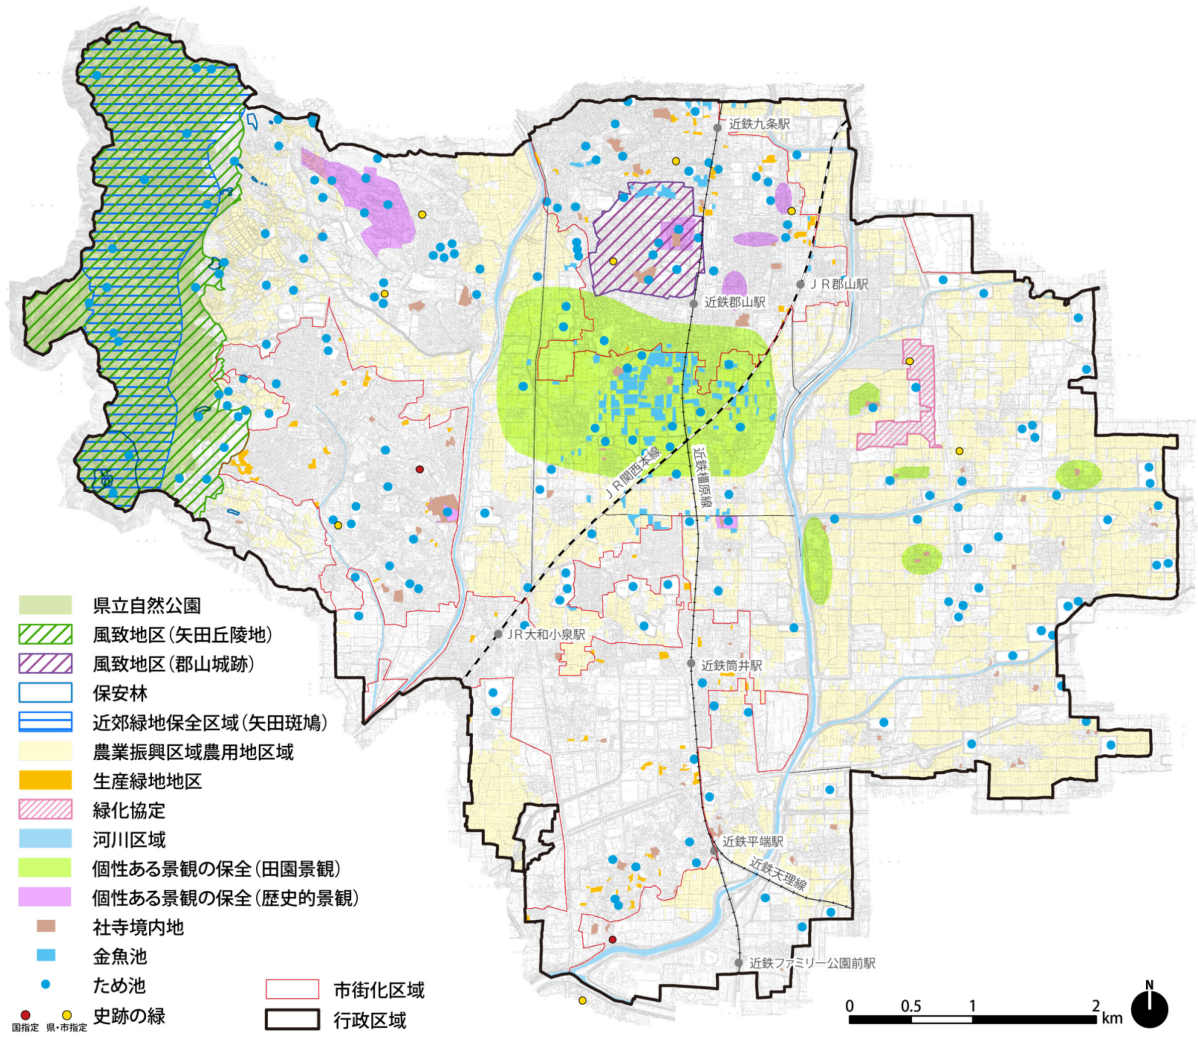 近鉄九条駅
JR郡山駅
近鉄郡山駅
JR関西本線
近鉄橿原線
JR大和小泉駅
近鉄筒井駅
近鉄平端駅
近鉄天理線
近鉄ファミリー公園前駅
県立自然公園
風致地区(矢田丘陵地)
風致地区(郡山城跡)
保安林
近郊緑地保全区域(矢田斑鳩)
農業振興区域農用地区域
生産緑地地区
緑化協定
河川区域
個性ある景観の保全(田園景観)
個性ある景観の保全(歴史的景観)
社寺境内地
金魚池
ため池
史跡の緑
国指定 県・市指定
市街化区域
行政区域
0 0.5 1 2 km
N